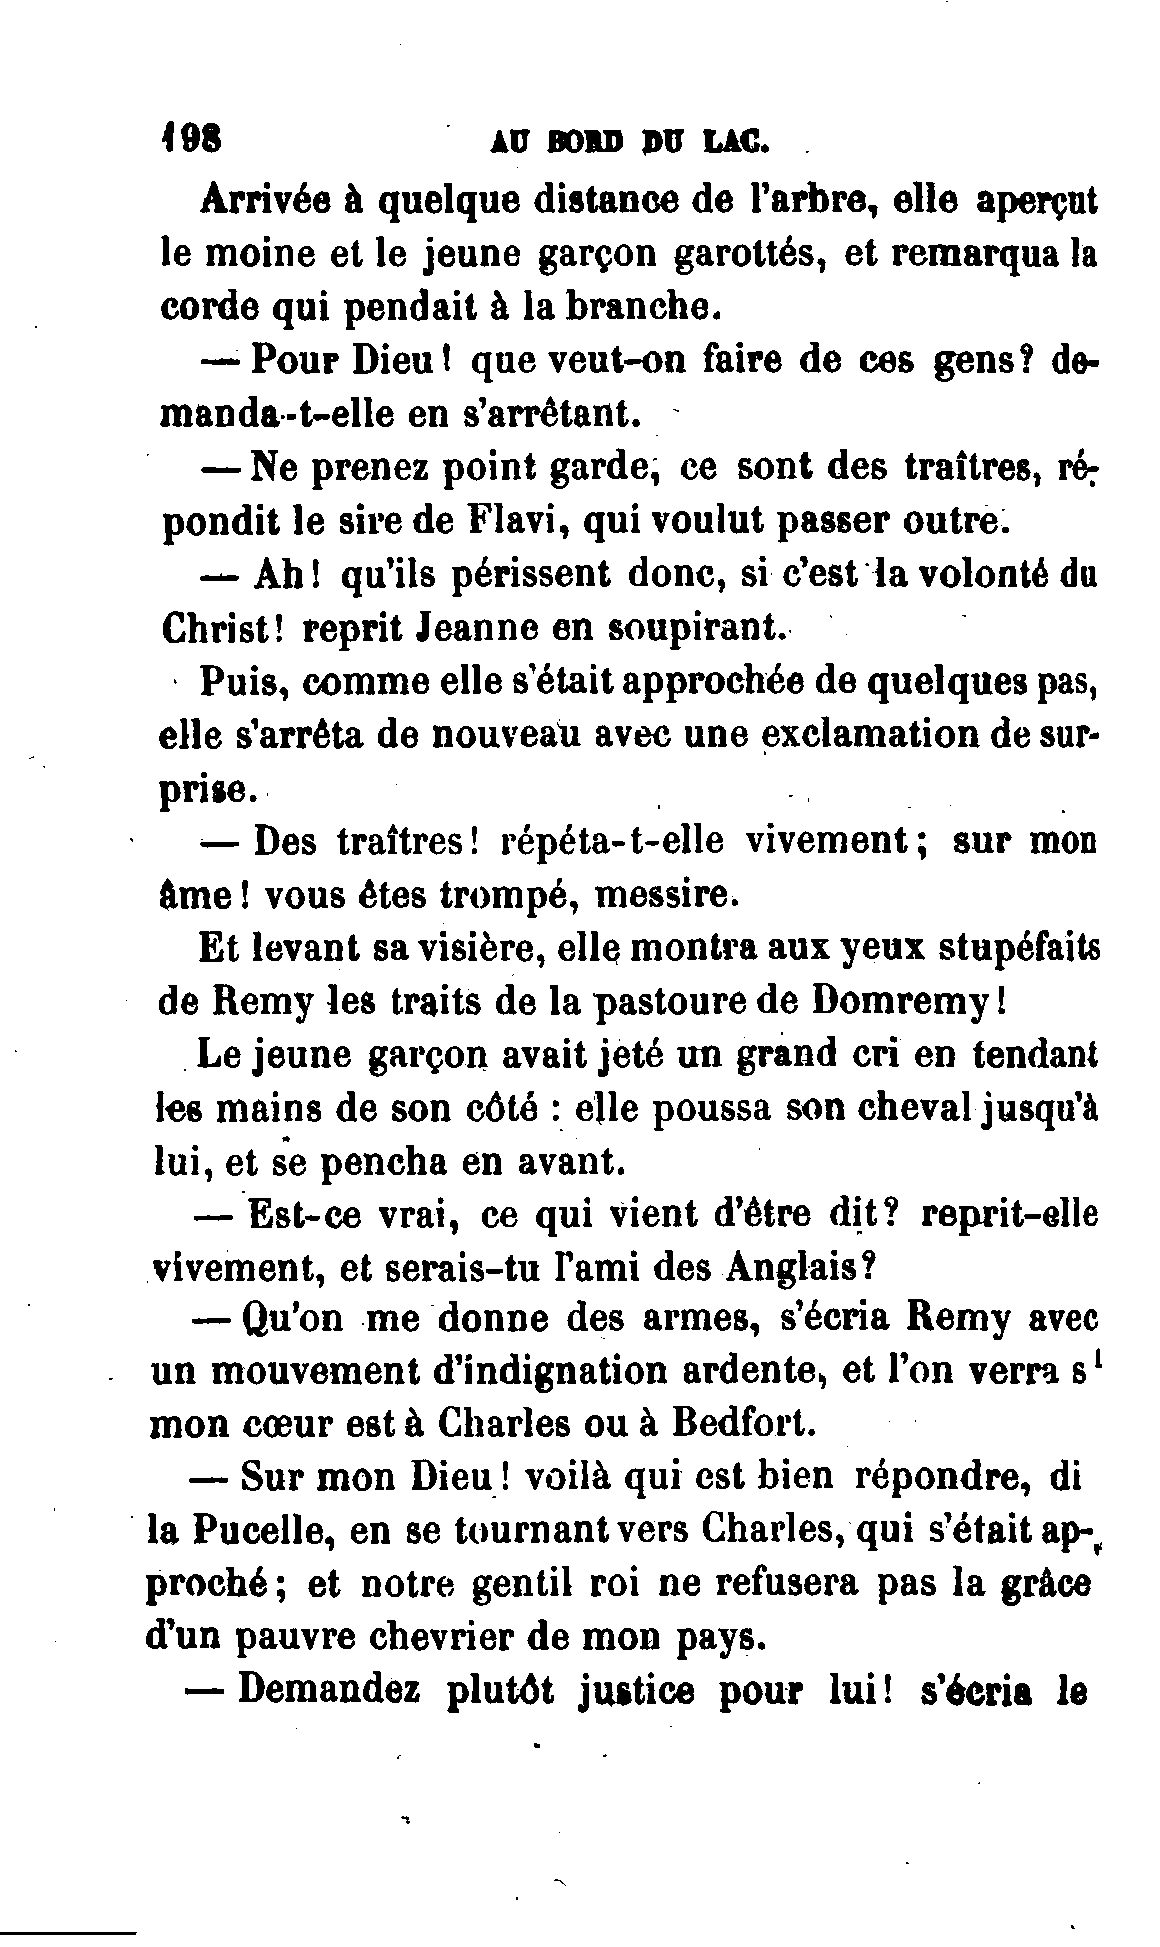 198 AU BORD DU LAC.
Arrivée à quelque distance de l'arbre, elle aperçut
le moine et le jeune garçon garottés, et remarqua la
corde qui pendait à la branche.
— Pour Dieu! que veut-on faire de ces gens? de-
manda-t-elle en s'arrêtant.
— Ne prenez point garde, ce sont des traîtres, ré-
pondit le sire de Flavi, qui voulut passer outre.
— Ah! qu'ils périssent donc, si c'est la volonté du
Christ! reprit Jeanne en soupirant.
Puis, comme elle s'était approchée de quelques pas,
elle s'arrêta de nouveau avec une exclamation de sur-
prise.
— Des traîtres! répéta-t-elle vivement; sur mon
âme! vous êtes trompé, messire.
Et levant sa visière, elle montra aux yeux stupéfaits
de Remy les traits de la pastoure de Domremy!
Le jeune garçon avait jeté un grand cri en tendant
les mains de son côté : elle poussa son cheval jusqu'à
lui, et se pencha en avant.
— Est-ce vrai, ce qui vient d'être dit? reprit-elle
vivement, et serais-tu l'ami des Anglais?
— Qu'on me donne des armes, s'écria Remy avec
un mouvement d'indignation ardente, et l'on verra si
mon cœur est à Charles ou à Bedfort.
— Sur mon Dieu! voilà qui est bien répondre, di
la Pucelle, en se tournant vers Charles, qui s'était ap-
proché; et notre gentil roi ne refusera pas la grâce
d'un pauvre chevrier de mon pays.
— Demandez plutôt justice pour lui! s'écria le